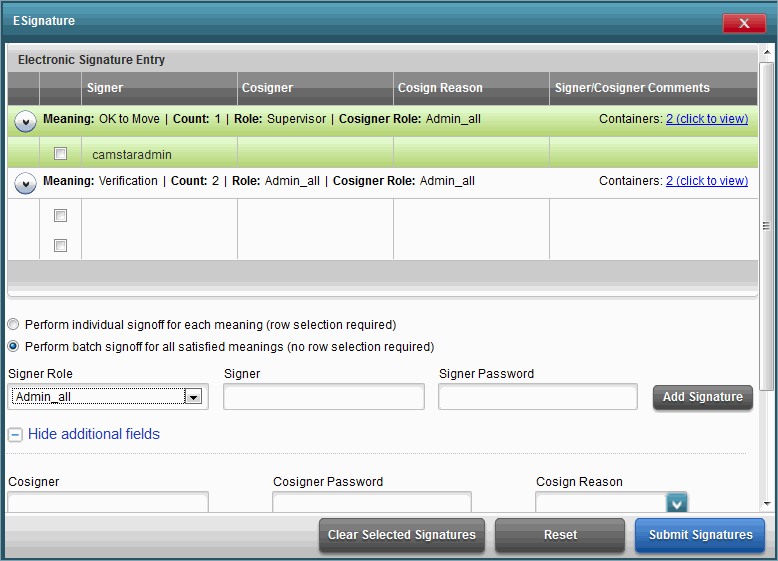 ESignature
X
Electronic Signature Entry
Signer Cosigner Cosign Reason Signer/Cosigner Comments
Meaning: OK to Move | Count: 1 | Role: Supervisor | Cosigner Role: Admin_all Containers: 2 (click to view)
camstaradmin
Meaning: Verification | Count: 2 | Role: Admin_all | Cosigner Role: Admin_all Containers: 2 (click to view)
Perform individual signoff for each meaning (row selection required)
Perform batch signoff for all satisfied meanings (no row selection required)
Signer Role Signer Signer Password
Admin_all Add Signature
Hide additional fields
Cosigner Cosigner Password Cosign Reason
Clear Selected Signatures Reset Submit Signatures